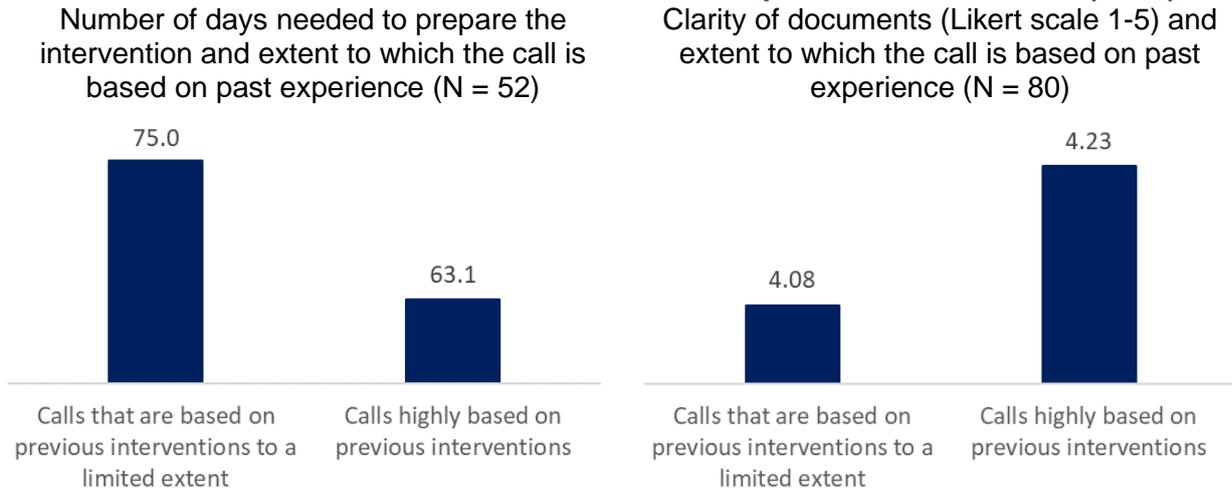 Number of days needed to prepare the
intervention and extent to which the call is
based on past experience (N = 52)
75.0
63.1
Calls that are based on
previous interventions to a
limited extent
Calls highly based on
previous interventions
Clarity of documents (Likert scale 1-5) and
extent to which the call is based on past
experience (N = 80)
4.08
4.23
Calls that are based on
previous interventions to a
limited extent
Calls highly based on
previous interventions